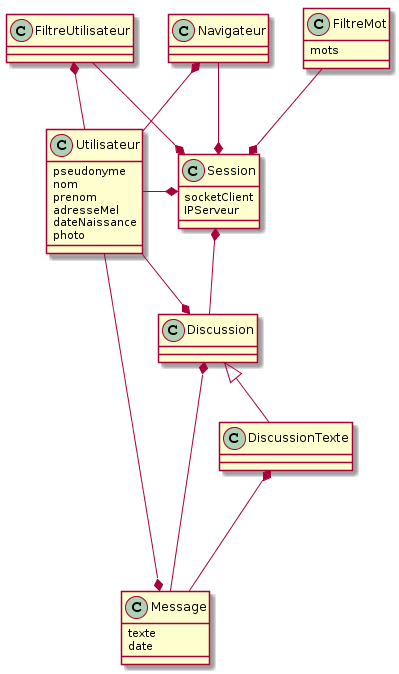 C FiltreUtilisateur
C Navigateur
C FiltreMot
mots
C Utilisateur
pseudonyme
nom
prenom
adresseMel
dateNaissance
photo
C Session
socketClient
IPServeur
C Discussion
C DiscussionTexte
C Message
texte
date